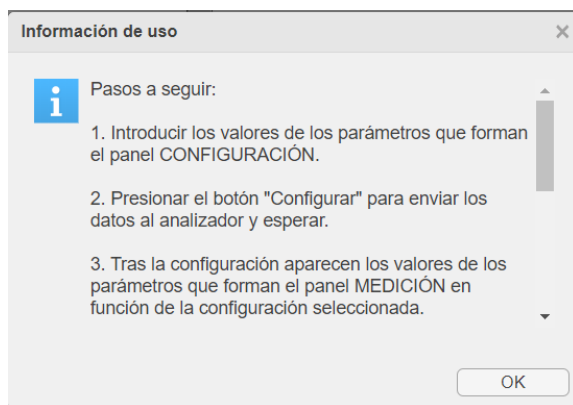 Información de uso
Pasos a seguir:
1. Introducir los valores de los parámetros que forman
el panel CONFIGURACIÓN.
2. Presionar el botón "Configurar" para enviar los
datos al analizador y esperar.
3. Tras la configuración aparecen los valores de los
parámetros que forman el panel MEDICIÓN en
función de la configuración seleccionada.
OK